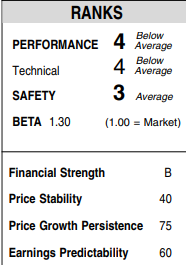 RANKS
PERFORMANCE 4 Below Average
Technical 4 Below Average
SAFETY 3 Average
BETA 1.30 (1.00 = Market)
Financial Strength B
Price Stability 40
Price Growth Persistence 75
Earnings Predictability 60